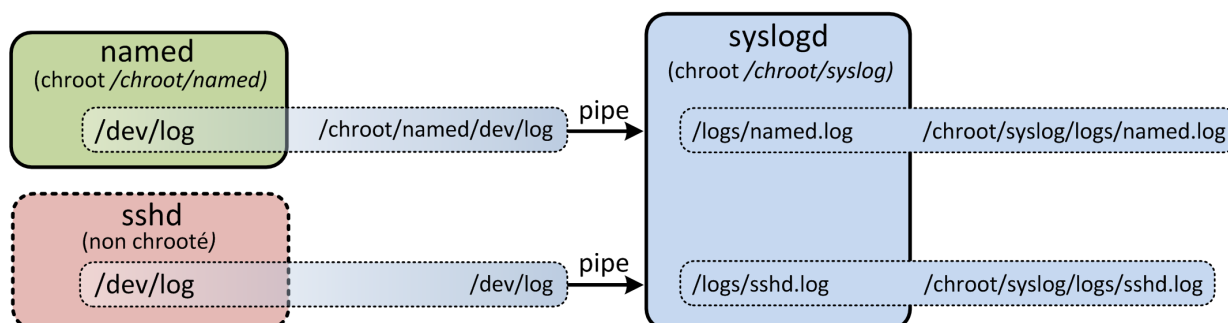 named
(chroot /chroot/named)
/dev/log
/chroot/named/dev/log
pipe
syslogd
(chroot /chroot/syslog)
/logs/named.log
/chroot/syslog/logs/named.log
sshd
(non chrooté)
/dev/log
/dev/log
pipe
/logs/sshd.log
/chroot/syslog/logs/sshd.log